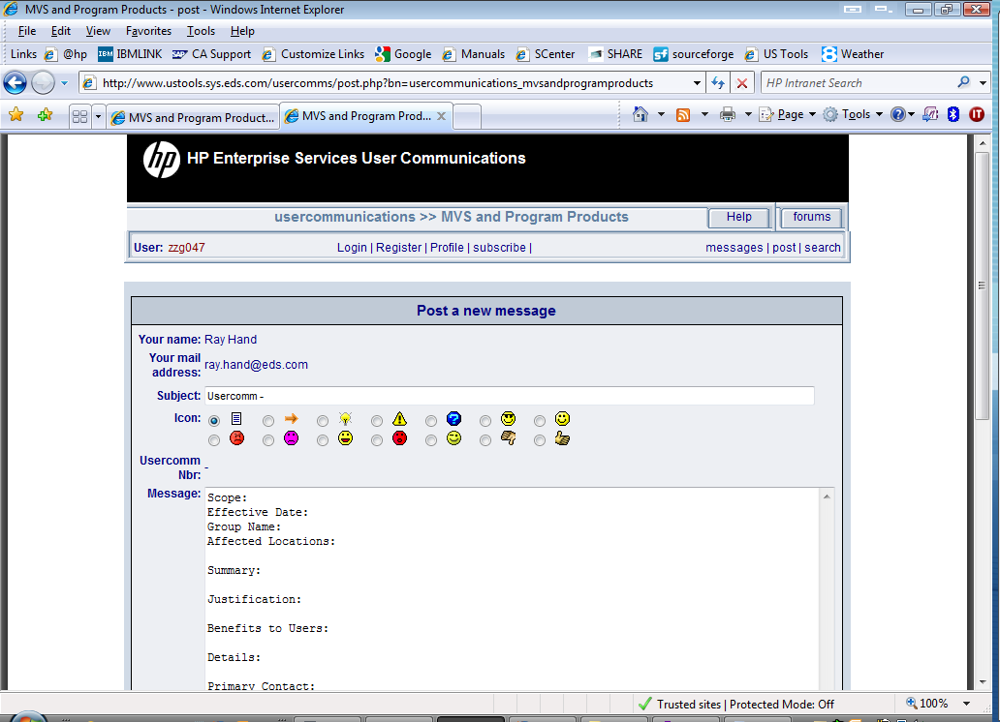 MVS and Program Products - post - Windows Internet Explorer
File Edit View Favorites Tools Help
Links @hp IBM IBMLINK CA Support Customize Links Google Manuals SCenter SHARE sf sourceforge US Tools 8 Weather
http://www.ustools.sys.eds.com/usercomms/post.php?bn=usercommunications_mvsandprogramproducts HP Intranet Search
MVS and Program Product... MVS and Program Prod... Page Tools ? IT
hp HP Enterprise Services User Communications
usercommunications >> MVS and Program Products Help forums
User: zzg047 Login | Register | Profile | subscribe | messages | post | search
Post a new message
Your name: Ray Hand
Your mail
address: ray.hand@eds.com
Subject: Usercomm -
Icon:
Usercomm
Nbr: -
Message: Scope:
Effective Date:
Group Name:
Affected Locations:
Summary:
Justification:
Benefits to Users:
Details:
Primary Contact:
Trusted sites | Protected Mode: Off 100%